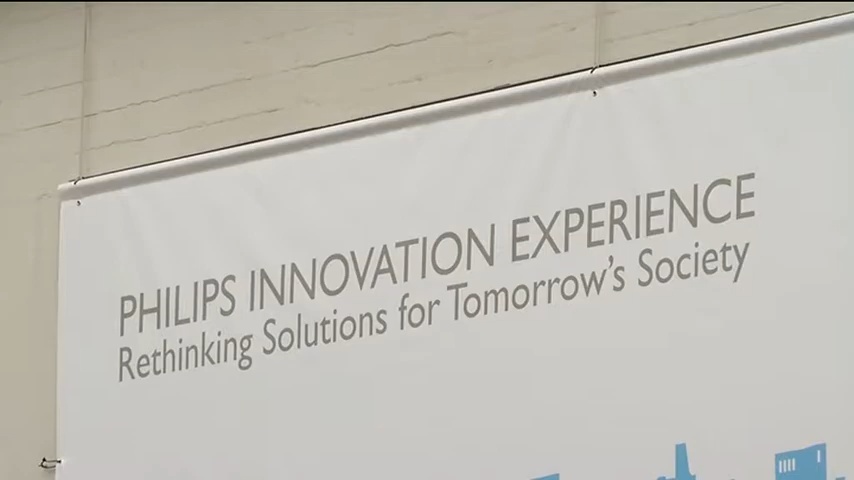 PHILIPS INNOVATION EXPERIENCE
Rethinking Solutions for Tomorrow's Society